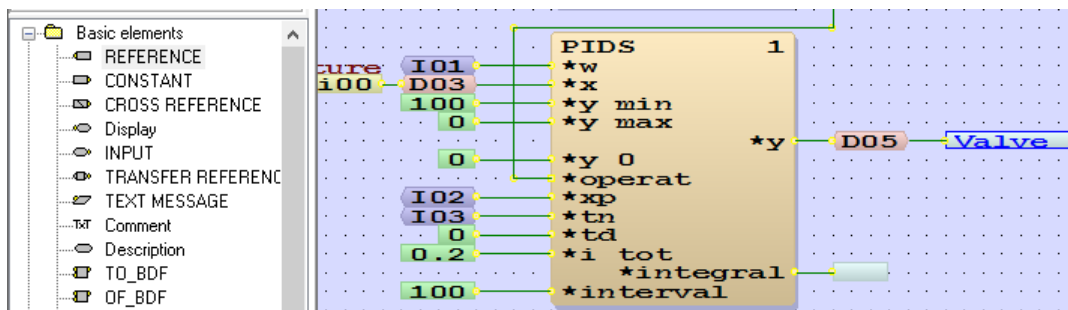 Basic elements
REFERENCE
CONSTANT
CROSS REFERENCE
Display
INPUT
TRANSFER REFERENC
TEXT MESSAGE
TxT Comment
Description
TO_BDF
OF_BDF
PIDS 1
ture I01 *w
i00 D03 *x
100 *y min
0 *y max
*y D05 Valve
0 *y 0
*operat
I02 *xp
I03 *tn
0 *td
0.2 *i tot
*integral
100 *interval